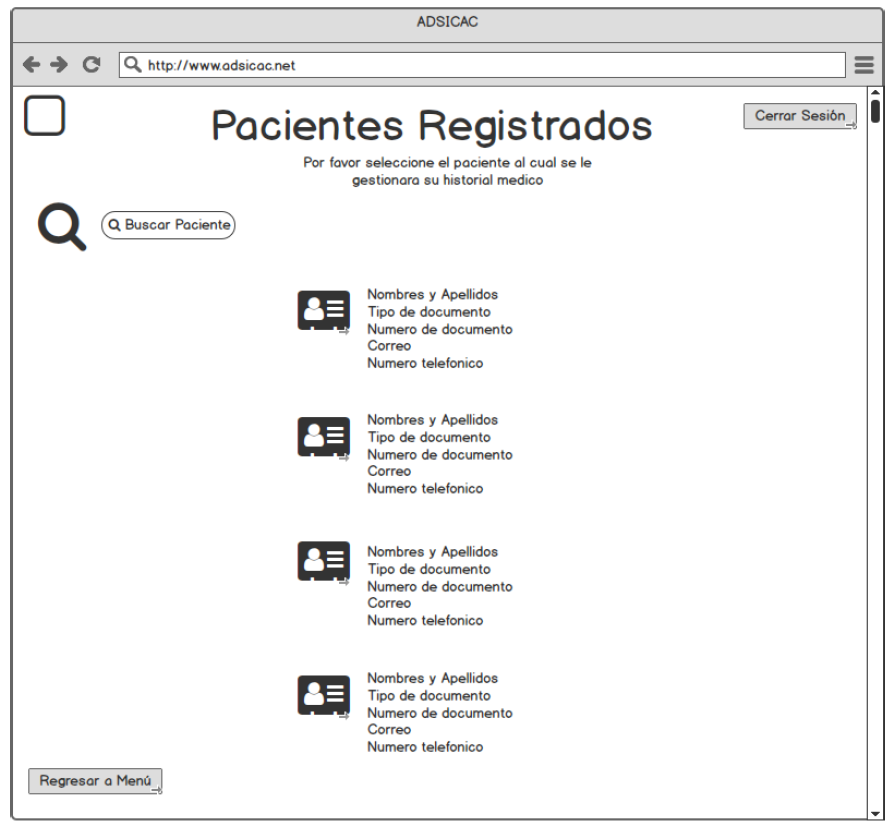 ADSICAC
http://www.adsicac.net
Pacientes Registrados
Cerrar Sesión
Por favor seleccione el paciente al cual se le
gestionara su historial medico
Buscar Paciente
Nombres y Apellidos
Tipo de documento
Numero de documento
Correo
Numero telefonico
Nombres y Apellidos
Tipo de documento
Numero de documento
Correo
Numero telefonico
Nombres y Apellidos
Tipo de documento
Numero de documento
Correo
Numero telefonico
Nombres y Apellidos
Tipo de documento
Numero de documento
Correo
Numero telefonico
Regresar a Menú